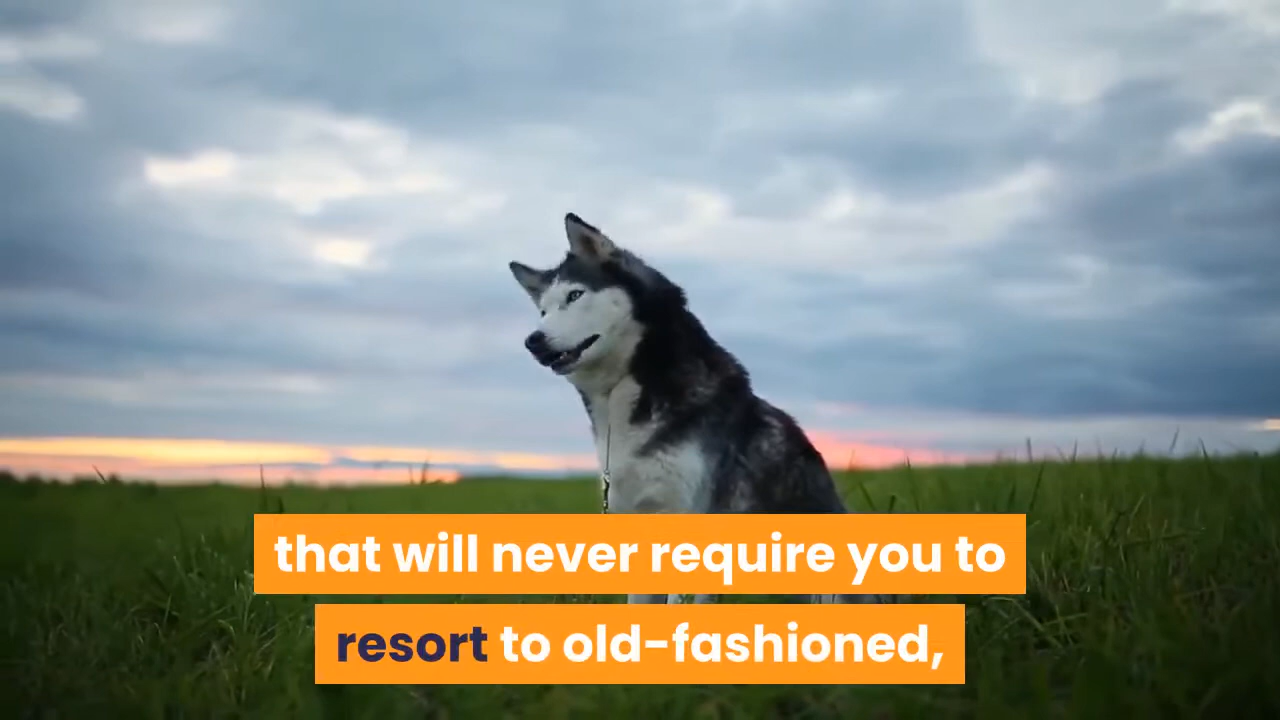 that will never require you to
resort to old-fashioned,